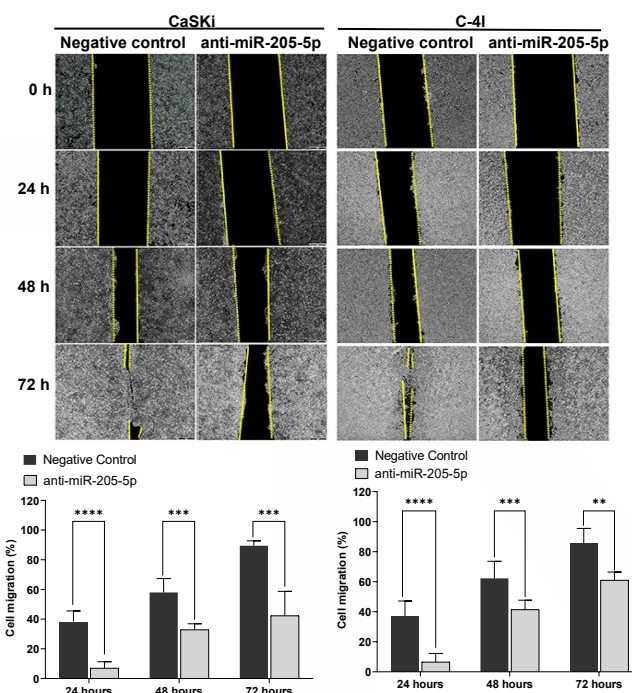 CaSKi
C-4I
Negative control anti-miR-205-5p
Negative control anti-miR-205-5p
0 h
24 h
48 h
72 h
Negative Control
anti-miR-205-5p
Negative Control
anti-miR-205-5p
Cell migration (%)
120
100
80
60
40
20
0
****
***
***
24 hours 48 hours 72 hours
Cell migration (%)
120
100
80
60
40
20
0
****
***
**
24 hours 48 hours 72 hours